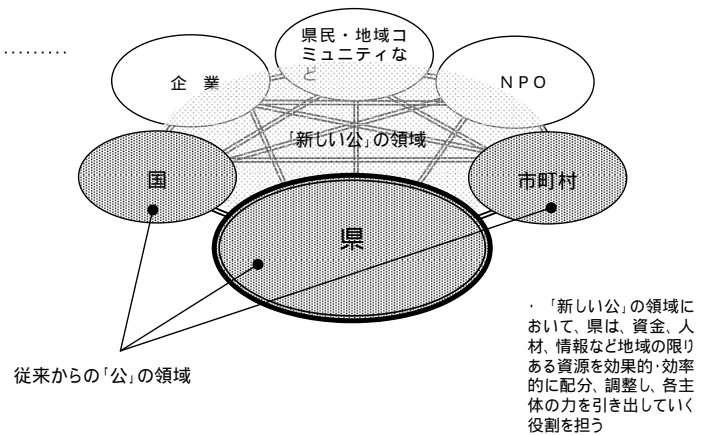 ………
県民・地域コ
ミュニティな
ど
企　業
ＮＰＯ
「新しい公」の領域
国
市町村
県
・ 「新しい公」の領域に
おいて、県は、資金、人
材、情報など地域の限り
ある資源を効果的・効率
的に配分、調整し、各主
体の力を引き出していく
役割を担う
従来からの「公」の領域